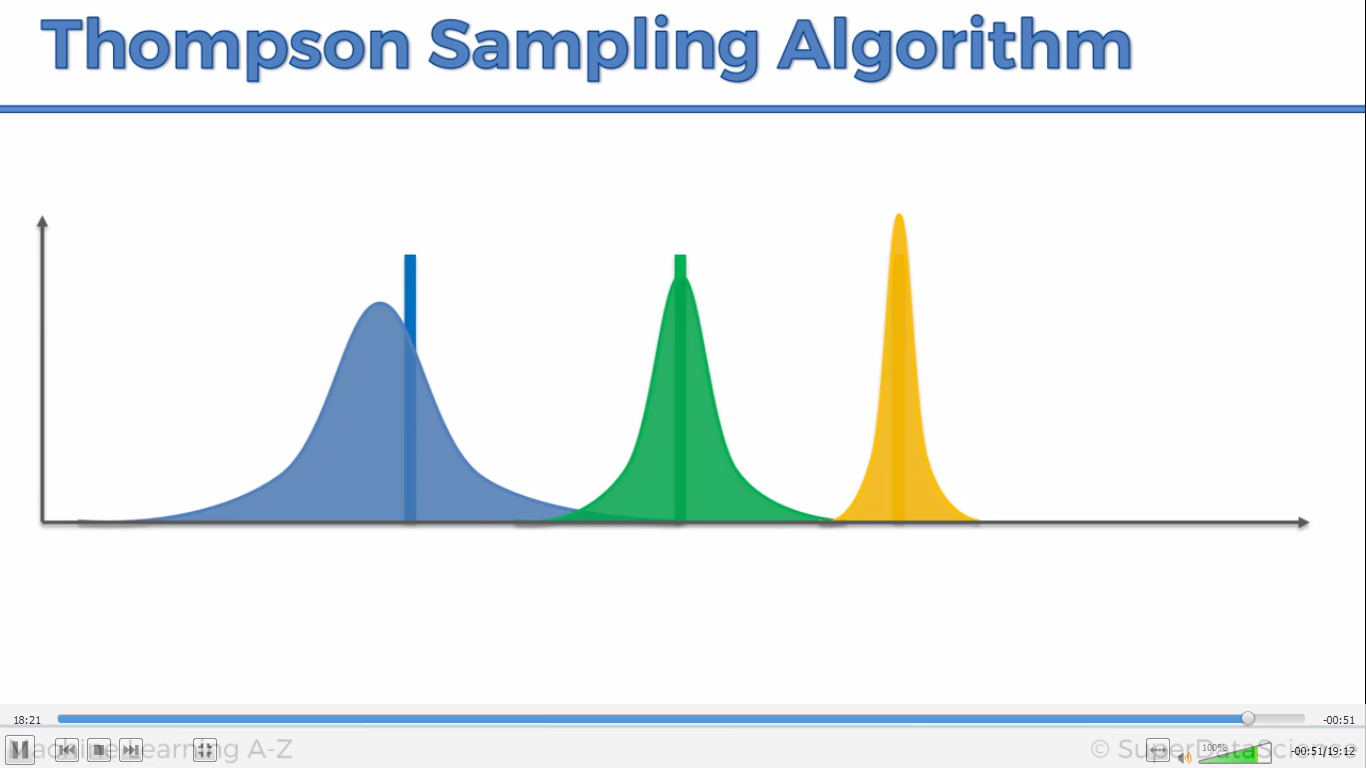 Thompson Sampling Algorithm
18:21
-00:51
Machine Learning A-Z
© SuperDataScience
100%
-00:51/19:12